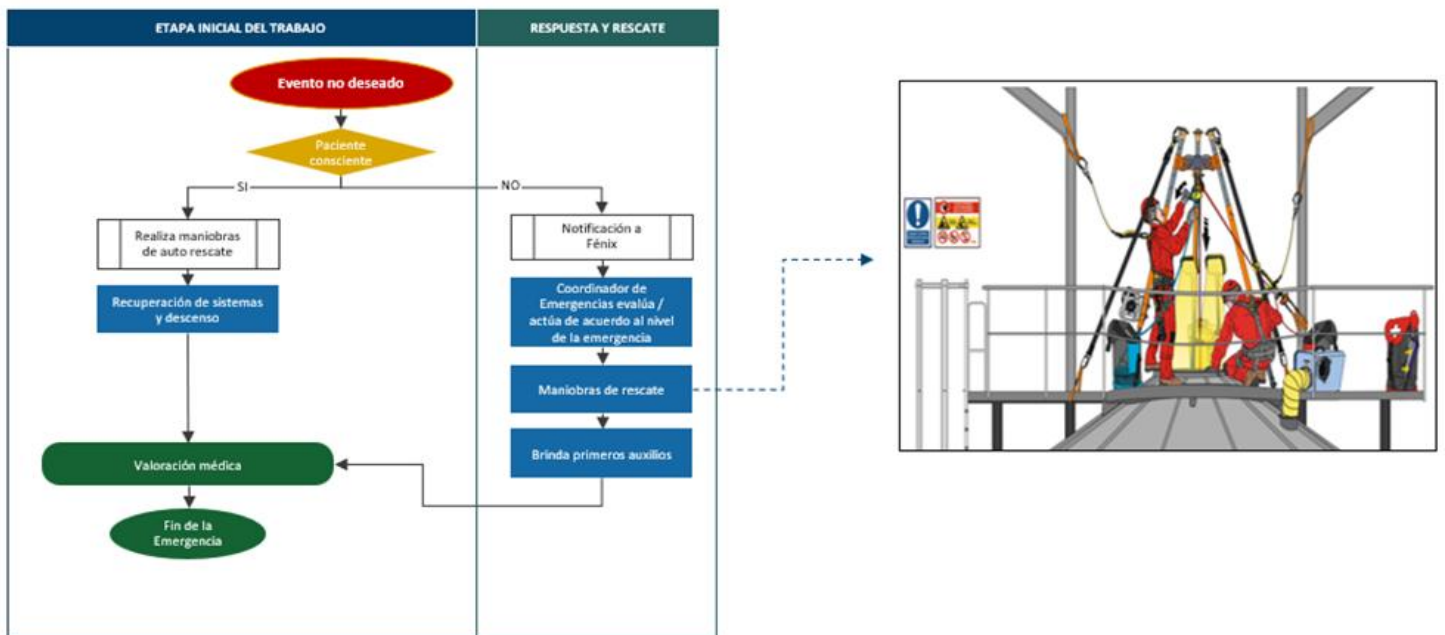 ETAPA INICIAL DEL TRABAJO
RESPUESTA Y RESCATE
Evento no deseado
Paciente
consciente
SI
NO
Realiza maniobras
de auto rescate
Notificación a
Fénix
Recuperación de sistemas
y descenso
Coordinador de
Emergencias evalúa /
actúa de acuerdo al nivel
de la emergencia
Maniobras de rescate
Brinda primeros auxilios
Valoración médica
Fin de la
Emergencia